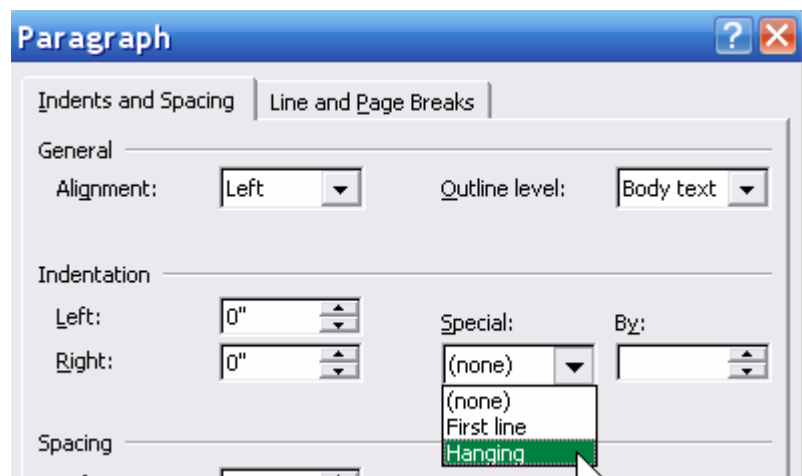 Paragraph
Indents and Spacing Line and Page Breaks
General
Alignment: Left Outline level: Body text
Indentation
Left: 0" Special: By:
Right: 0" (none)
(none)
First line
Hanging
Spacing